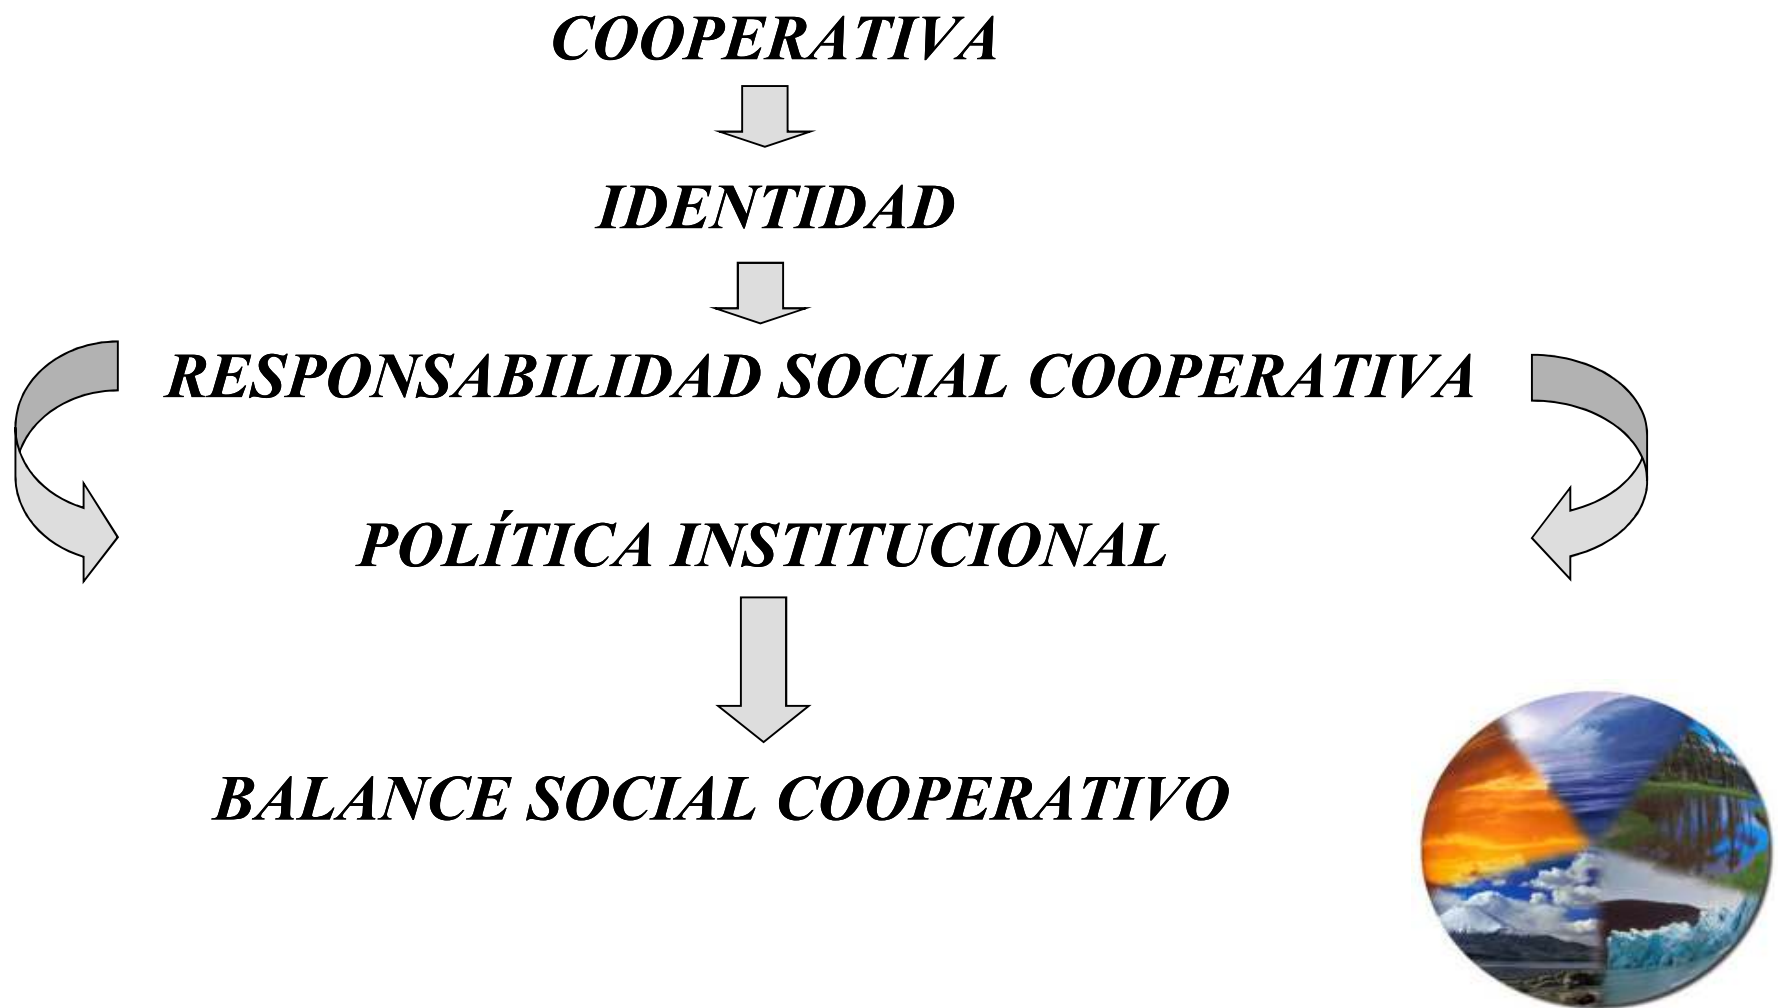 COOPERATIVA
IDENTIDAD
RESPONSABILIDAD SOCIAL COOPERATIVA
POLÍTICA INSTITUCIONAL
BALANCE SOCIAL COOPERATIVO